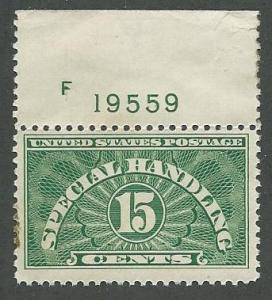 F
19559
UNITED STATES POSTAGE
SPECIAL HANDLING
15
CENTS